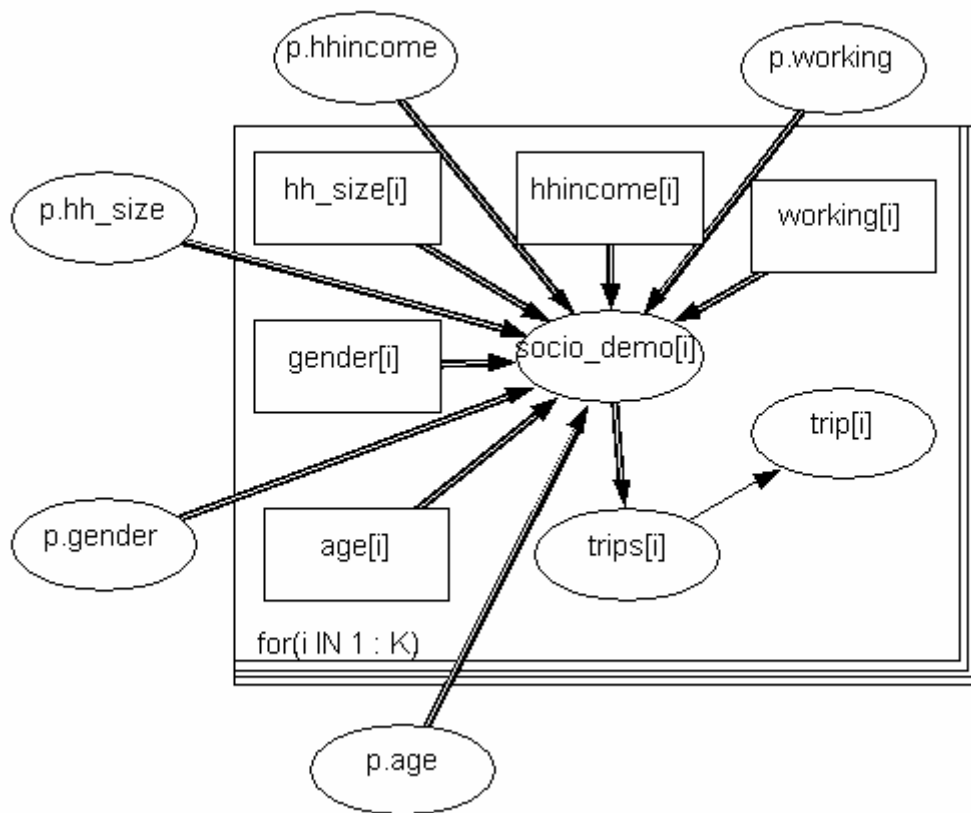 p.hhincome
p.working
hh_size[i]
hhincome[i]
working[i]
p.hh_size
gender[i]
socio_demo[i]
trip[i]
p.gender
age[i]
trips[i]
for(i IN 1 : K)
p.age